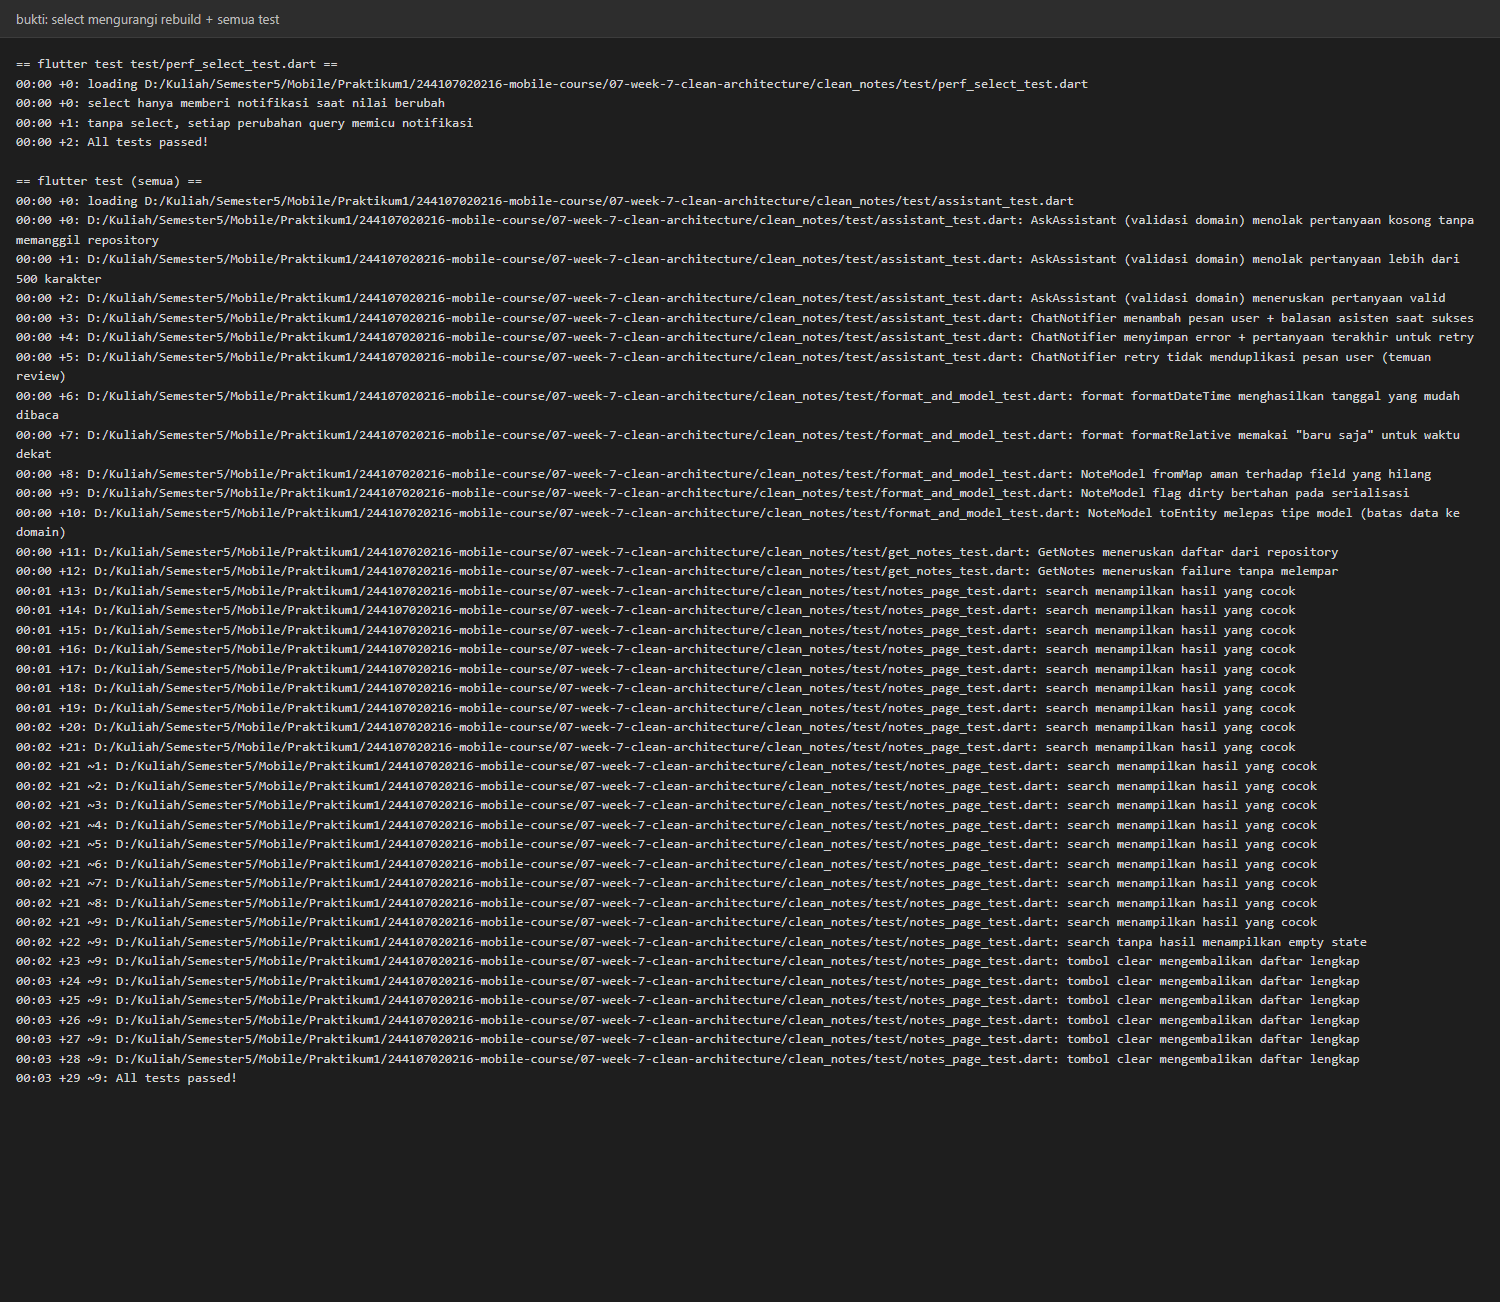 bukti: select mengurangi rebuild + semua test
== flutter test test/perf_select_test.dart ==
00:00 +0: loading D:/Kuliah/Semester5/Mobile/Praktikum1/244107020216-mobile-course/07-week-7-clean-architecture/clean_notes/test/perf_select_test.dart
00:00 +0: select hanya memberi notifikasi saat nilai berubah
00:00 +1: tanpa select, setiap perubahan query memicu notifikasi
00:00 +2: All tests passed!
== flutter test (semua) ==
00:00 +0: loading D:/Kuliah/Semester5/Mobile/Praktikum1/244107020216-mobile-course/07-week-7-clean-architecture/clean_notes/test/assistant_test.dart
00:00 +0: D:/Kuliah/Semester5/Mobile/Praktikum1/244107020216-mobile-course/07-week-7-clean-architecture/clean_notes/test/assistant_test.dart: AskAssistant (validasi domain) menolak pertanyaan kosong tanpa
memanggil repository
00:00 +1: D:/Kuliah/Semester5/Mobile/Praktikum1/244107020216-mobile-course/07-week-7-clean-architecture/clean_notes/test/assistant_test.dart: AskAssistant (validasi domain) menolak pertanyaan lebih dari
500 karakter
00:00 +2: D:/Kuliah/Semester5/Mobile/Praktikum1/244107020216-mobile-course/07-week-7-clean-architecture/clean_notes/test/assistant_test.dart: AskAssistant (validasi domain) meneruskan pertanyaan valid
00:00 +3: D:/Kuliah/Semester5/Mobile/Praktikum1/244107020216-mobile-course/07-week-7-clean-architecture/clean_notes/test/assistant_test.dart: ChatNotifier menambah pesan user + balasan asisten saat sukses
00:00 +4: D:/Kuliah/Semester5/Mobile/Praktikum1/244107020216-mobile-course/07-week-7-clean-architecture/clean_notes/test/assistant_test.dart: ChatNotifier menyimpan error + pertanyaan terakhir untuk retry
00:00 +5: D:/Kuliah/Semester5/Mobile/Praktikum1/244107020216-mobile-course/07-week-7-clean-architecture/clean_notes/test/assistant_test.dart: ChatNotifier retry tidak menduplikasi pesan user (temuan
review)
00:00 +6: D:/Kuliah/Semester5/Mobile/Praktikum1/244107020216-mobile-course/07-week-7-clean-architecture/clean_notes/test/format_and_model_test.dart: format formatDateTime menghasilkan tanggal yang mudah
dibaca
00:00 +7: D:/Kuliah/Semester5/Mobile/Praktikum1/244107020216-mobile-course/07-week-7-clean-architecture/clean_notes/test/format_and_model_test.dart: format formatRelative memakai "baru saja" untuk waktu
dekat
00:00 +8: D:/Kuliah/Semester5/Mobile/Praktikum1/244107020216-mobile-course/07-week-7-clean-architecture/clean_notes/test/format_and_model_test.dart: NoteModel fromMap aman terhadap field yang hilang
00:00 +9: D:/Kuliah/Semester5/Mobile/Praktikum1/244107020216-mobile-course/07-week-7-clean-architecture/clean_notes/test/format_and_model_test.dart: NoteModel flag dirty bertahan pada serialisasi
00:00 +10: D:/Kuliah/Semester5/Mobile/Praktikum1/244107020216-mobile-course/07-week-7-clean-architecture/clean_notes/test/format_and_model_test.dart: NoteModel toEntity melepas tipe model (batas data ke
domain)
00:00 +11: D:/Kuliah/Semester5/Mobile/Praktikum1/244107020216-mobile-course/07-week-7-clean-architecture/clean_notes/test/get_notes_test.dart: GetNotes meneruskan daftar dari repository
00:00 +12: D:/Kuliah/Semester5/Mobile/Praktikum1/244107020216-mobile-course/07-week-7-clean-architecture/clean_notes/test/get_notes_test.dart: GetNotes meneruskan failure tanpa melempar
00:01 +13: D:/Kuliah/Semester5/Mobile/Praktikum1/244107020216-mobile-course/07-week-7-clean-architecture/clean_notes/test/notes_page_test.dart: search menampilkan hasil yang cocok
00:01 +14: D:/Kuliah/Semester5/Mobile/Praktikum1/244107020216-mobile-course/07-week-7-clean-architecture/clean_notes/test/notes_page_test.dart: search menampilkan hasil yang cocok
00:01 +15: D:/Kuliah/Semester5/Mobile/Praktikum1/244107020216-mobile-course/07-week-7-clean-architecture/clean_notes/test/notes_page_test.dart: search menampilkan hasil yang cocok
00:01 +16: D:/Kuliah/Semester5/Mobile/Praktikum1/244107020216-mobile-course/07-week-7-clean-architecture/clean_notes/test/notes_page_test.dart: search menampilkan hasil yang cocok
00:01 +17: D:/Kuliah/Semester5/Mobile/Praktikum1/244107020216-mobile-course/07-week-7-clean-architecture/clean_notes/test/notes_page_test.dart: search menampilkan hasil yang cocok
00:01 +18: D:/Kuliah/Semester5/Mobile/Praktikum1/244107020216-mobile-course/07-week-7-clean-architecture/clean_notes/test/notes_page_test.dart: search menampilkan hasil yang cocok
00:01 +19: D:/Kuliah/Semester5/Mobile/Praktikum1/244107020216-mobile-course/07-week-7-clean-architecture/clean_notes/test/notes_page_test.dart: search menampilkan hasil yang cocok
00:02 +20: D:/Kuliah/Semester5/Mobile/Praktikum1/244107020216-mobile-course/07-week-7-clean-architecture/clean_notes/test/notes_page_test.dart: search menampilkan hasil yang cocok
00:02 +21: D:/Kuliah/Semester5/Mobile/Praktikum1/244107020216-mobile-course/07-week-7-clean-architecture/clean_notes/test/notes_page_test.dart: search menampilkan hasil yang cocok
00:02 +21 ~1: D:/Kuliah/Semester5/Mobile/Praktikum1/244107020216-mobile-course/07-week-7-clean-architecture/clean_notes/test/notes_page_test.dart: search menampilkan hasil yang cocok
00:02 +21 ~2: D:/Kuliah/Semester5/Mobile/Praktikum1/244107020216-mobile-course/07-week-7-clean-architecture/clean_notes/test/notes_page_test.dart: search menampilkan hasil yang cocok
00:02 +21 ~3: D:/Kuliah/Semester5/Mobile/Praktikum1/244107020216-mobile-course/07-week-7-clean-architecture/clean_notes/test/notes_page_test.dart: search menampilkan hasil yang cocok
00:02 +21 ~4: D:/Kuliah/Semester5/Mobile/Praktikum1/244107020216-mobile-course/07-week-7-clean-architecture/clean_notes/test/notes_page_test.dart: search menampilkan hasil yang cocok
00:02 +21 ~5: D:/Kuliah/Semester5/Mobile/Praktikum1/244107020216-mobile-course/07-week-7-clean-architecture/clean_notes/test/notes_page_test.dart: search menampilkan hasil yang cocok
00:02 +21 ~6: D:/Kuliah/Semester5/Mobile/Praktikum1/244107020216-mobile-course/07-week-7-clean-architecture/clean_notes/test/notes_page_test.dart: search menampilkan hasil yang cocok
00:02 +21 ~7: D:/Kuliah/Semester5/Mobile/Praktikum1/244107020216-mobile-course/07-week-7-clean-architecture/clean_notes/test/notes_page_test.dart: search menampilkan hasil yang cocok
00:02 +21 ~8: D:/Kuliah/Semester5/Mobile/Praktikum1/244107020216-mobile-course/07-week-7-clean-architecture/clean_notes/test/notes_page_test.dart: search menampilkan hasil yang cocok
00:02 +21 ~9: D:/Kuliah/Semester5/Mobile/Praktikum1/244107020216-mobile-course/07-week-7-clean-architecture/clean_notes/test/notes_page_test.dart: search menampilkan hasil yang cocok
00:02 +22 ~9: D:/Kuliah/Semester5/Mobile/Praktikum1/244107020216-mobile-course/07-week-7-clean-architecture/clean_notes/test/notes_page_test.dart: search tanpa hasil menampilkan empty state
00:02 +23 ~9: D:/Kuliah/Semester5/Mobile/Praktikum1/244107020216-mobile-course/07-week-7-clean-architecture/clean_notes/test/notes_page_test.dart: tombol clear mengembalikan daftar lengkap
00:03 +24 ~9: D:/Kuliah/Semester5/Mobile/Praktikum1/244107020216-mobile-course/07-week-7-clean-architecture/clean_notes/test/notes_page_test.dart: tombol clear mengembalikan daftar lengkap
00:03 +25 ~9: D:/Kuliah/Semester5/Mobile/Praktikum1/244107020216-mobile-course/07-week-7-clean-architecture/clean_notes/test/notes_page_test.dart: tombol clear mengembalikan daftar lengkap
00:03 +26 ~9: D:/Kuliah/Semester5/Mobile/Praktikum1/244107020216-mobile-course/07-week-7-clean-architecture/clean_notes/test/notes_page_test.dart: tombol clear mengembalikan daftar lengkap
00:03 +27 ~9: D:/Kuliah/Semester5/Mobile/Praktikum1/244107020216-mobile-course/07-week-7-clean-architecture/clean_notes/test/notes_page_test.dart: tombol clear mengembalikan daftar lengkap
00:03 +28 ~9: D:/Kuliah/Semester5/Mobile/Praktikum1/244107020216-mobile-course/07-week-7-clean-architecture/clean_notes/test/notes_page_test.dart: tombol clear mengembalikan daftar lengkap
00:03 +29 ~9: All tests passed!